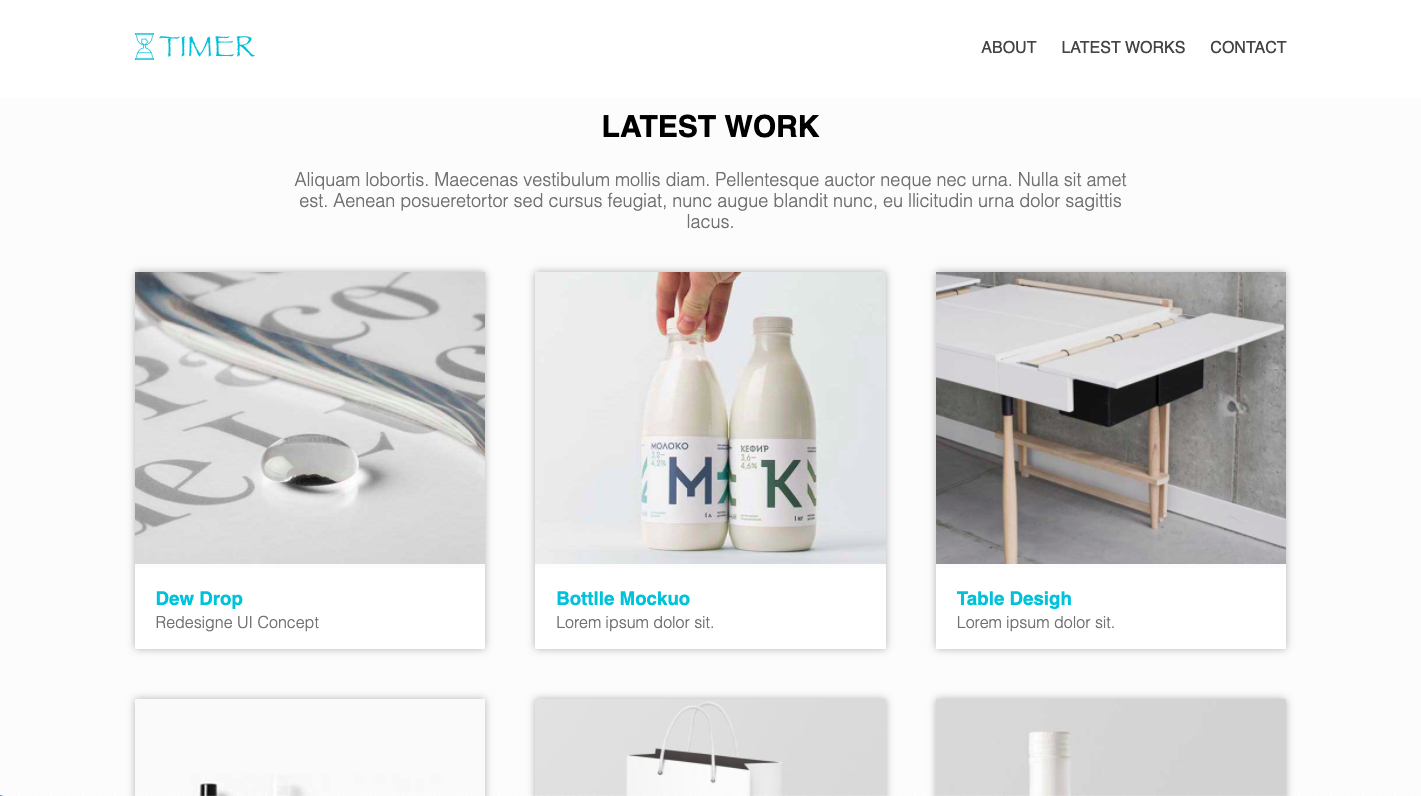 TIMER
ABOUT
LATEST WORKS
CONTACT
LATEST WORK
Aliquam lobortis. Maecenas vestibulum mollis diam. Pellentesque auctor neque nec urna. Nulla sit amet
est. Aenean posueretortor sed cursus feugiat, nunc augue blandit nunc, eu llicitudin urna dolor sagittis
lacus.
МОЛОКО
3,2–
4,2%
М
1 л
КЕФИР
3,6–
4,6%
К
1 кг
Dew Drop
Redesigne UI Concept
Bottlle Mockuo
Lorem ipsum dolor sit.
Table Desigh
Lorem ipsum dolor sit.